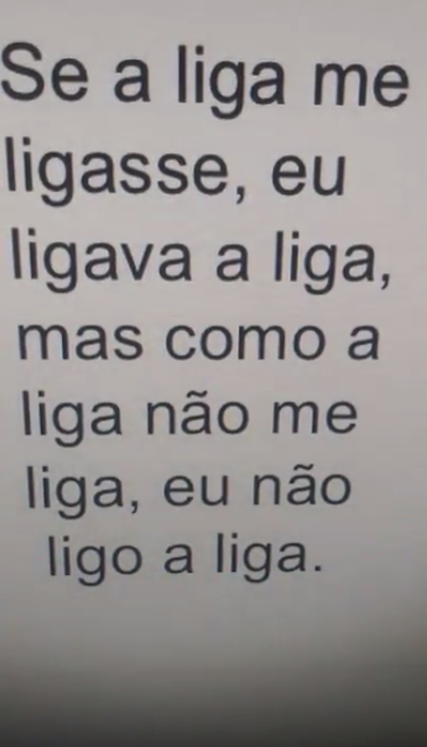 Se a liga me
ligasse, eu
ligava a liga,
mas como a
liga não me
liga, eu não
ligo a liga.